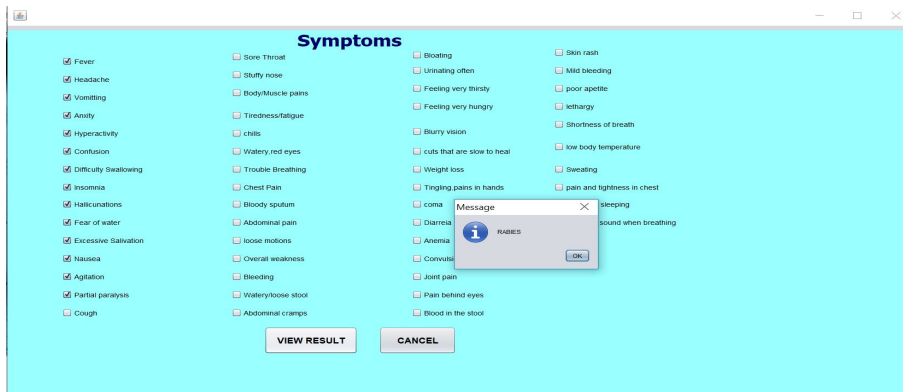 Symptoms
Fever
Headache
Vomitting
Anxity
Hyperactivity
Confusion
Difficulty Swallowing
Insomnia
Hallicunations
Fear of water
Excessive Salivation
Nausea
Agitation
Partial paralysis
Cough
Sore Throat
Stuffy nose
Body/Muscle pains
Tiredness/fatigue
chills
Watery,red eyes
Trouble Breathing
Chest Pain
Bloody sputum
Abdominal pain
loose motions
Overall weakness
Bleeding
Watery/loose stool
Abdominal cramps
Bloating
Urinating often
Feeling very thirsty
Feeling very hungry
Blurry vision
cuts that are slow to heal
Weight loss
Tingling,pains in hands
coma
Diarreia
Anemia
Convulsi
Joint pain
Pain behind eyes
Blood in the stool
Skin rash
Mild bleeding
poor apetite
lethargy
Shortness of breath
low body temperature
Sweating
pain and tightness in chest
sleeping
sound when breathing
Message
RABIES
OK
VIEW RESULT
CANCEL